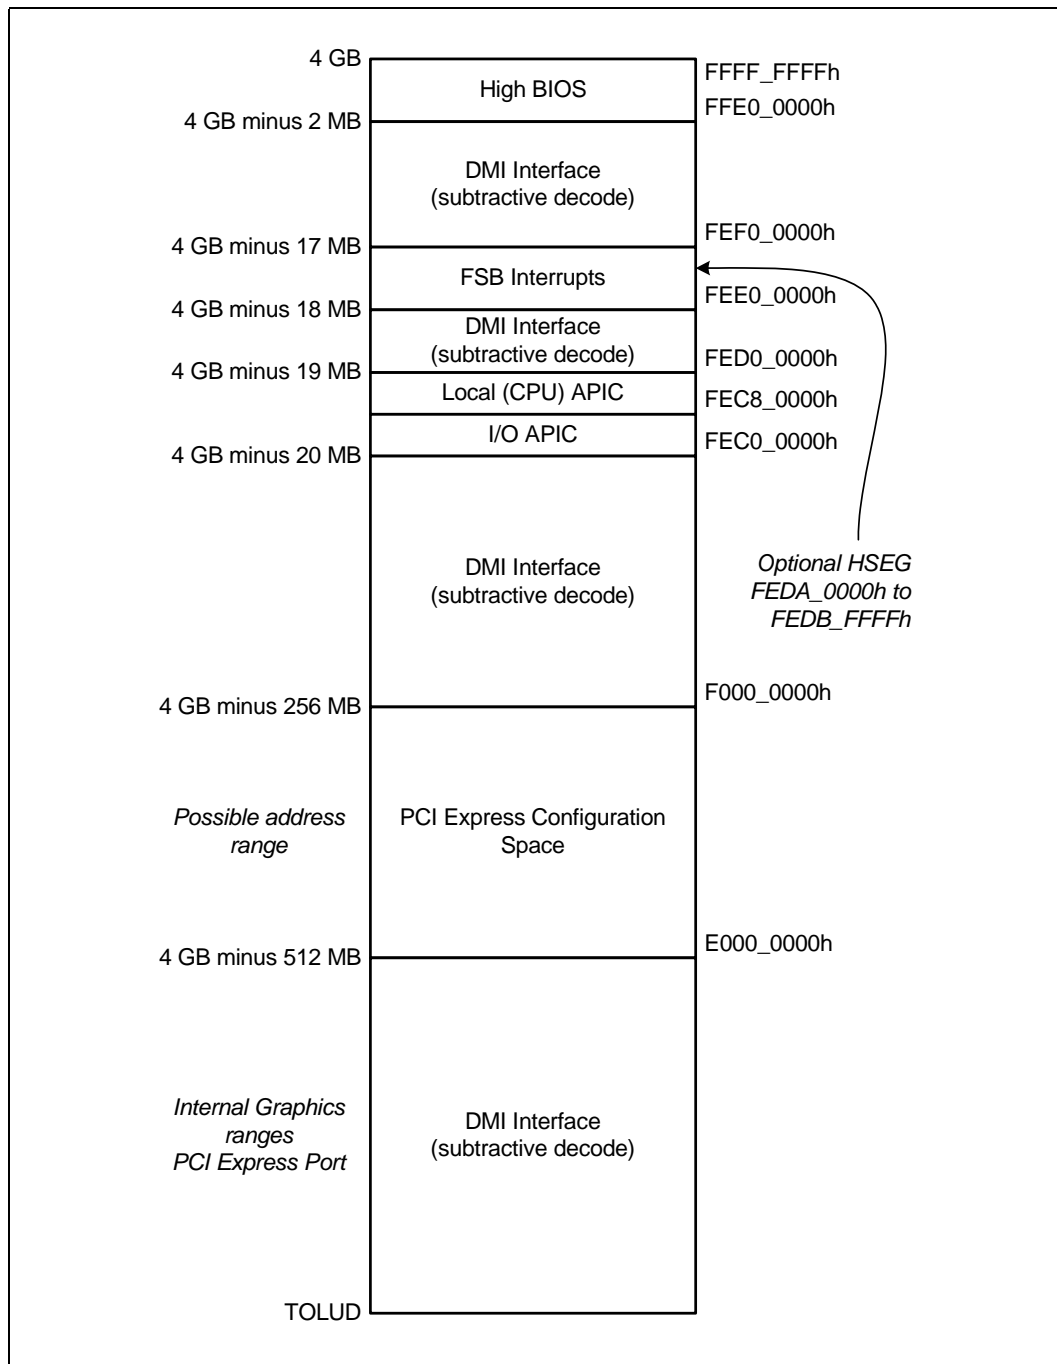 4 GB
FFFF_FFFFh
High BIOS
FFE0_0000h
4 GB minus 2 MB
DMI Interface
(subtractive decode)
FEF0_0000h
4 GB minus 17 MB
FSB Interrupts
FEE0_0000h
4 GB minus 18 MB
DMI Interface
(subtractive decode)
FED0_0000h
4 GB minus 19 MB
Local (CPU) APIC
FEC8_0000h
I/O APIC
FEC0_0000h
4 GB minus 20 MB
DMI Interface
(subtractive decode)
Optional HSEG
FEDA_0000h to
FEDB_FFFFh
F000_0000h
4 GB minus 256 MB
Possible address
range
PCI Express Configuration
Space
E000_0000h
4 GB minus 512 MB
Internal Graphics
ranges
PCI Express Port
DMI Interface
(subtractive decode)
TOLUD